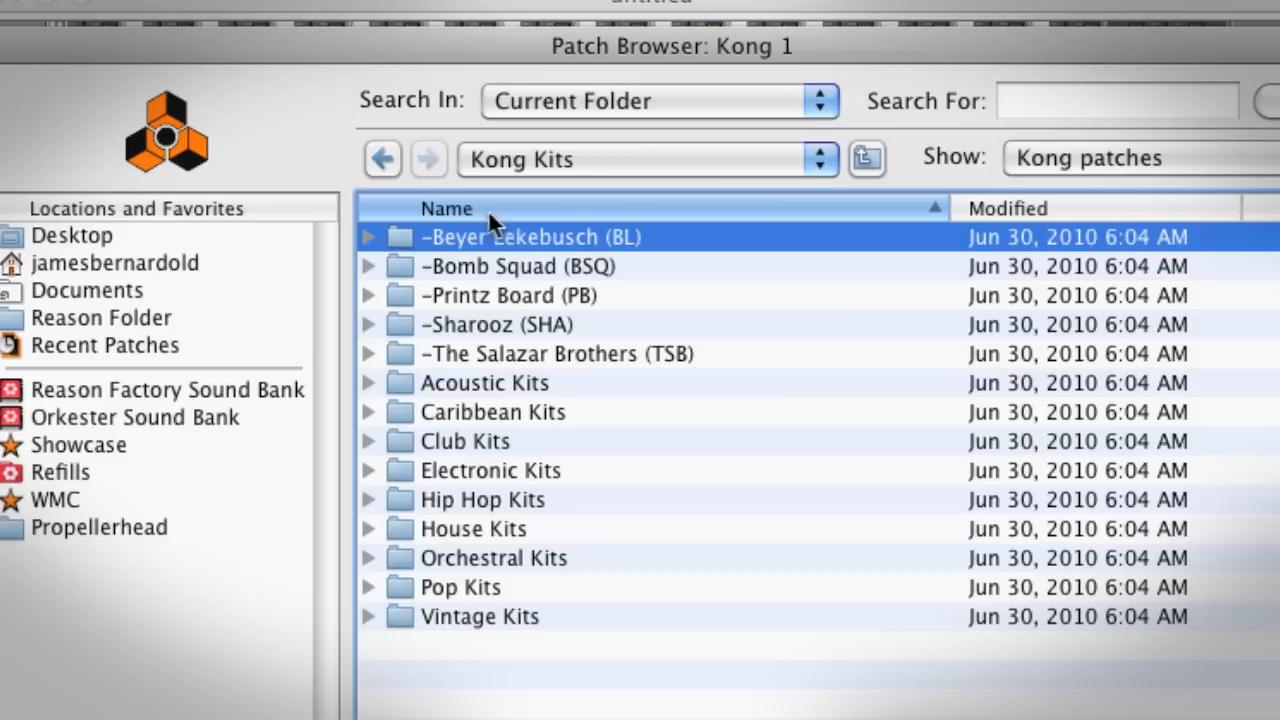 untitled
Patch Browser: Kong 1
Search In: Current Folder Search For:
Kong Kits Show: Kong patches
Locations and Favorites
Desktop
jamesbernardold
Documents
Reason Folder
Recent Patches
Reason Factory Sound Bank
Orkester Sound Bank
Showcase
Refills
WMC
Propellerhead
Name Modified
-Beyer Lekebusch (BL) Jun 30, 2010 6:04 AM
-Bomb Squad (BSQ) Jun 30, 2010 6:04 AM
-Printz Board (PB) Jun 30, 2010 6:04 AM
-Sharooz (SHA) Jun 30, 2010 6:04 AM
-The Salazar Brothers (TSB) Jun 30, 2010 6:04 AM
Acoustic Kits Jun 30, 2010 6:04 AM
Caribbean Kits Jun 30, 2010 6:04 AM
Club Kits Jun 30, 2010 6:04 AM
Electronic Kits Jun 30, 2010 6:04 AM
Hip Hop Kits Jun 30, 2010 6:04 AM
House Kits Jun 30, 2010 6:04 AM
Orchestral Kits Jun 30, 2010 6:04 AM
Pop Kits Jun 30, 2010 6:04 AM
Vintage Kits Jun 30, 2010 6:04 AM